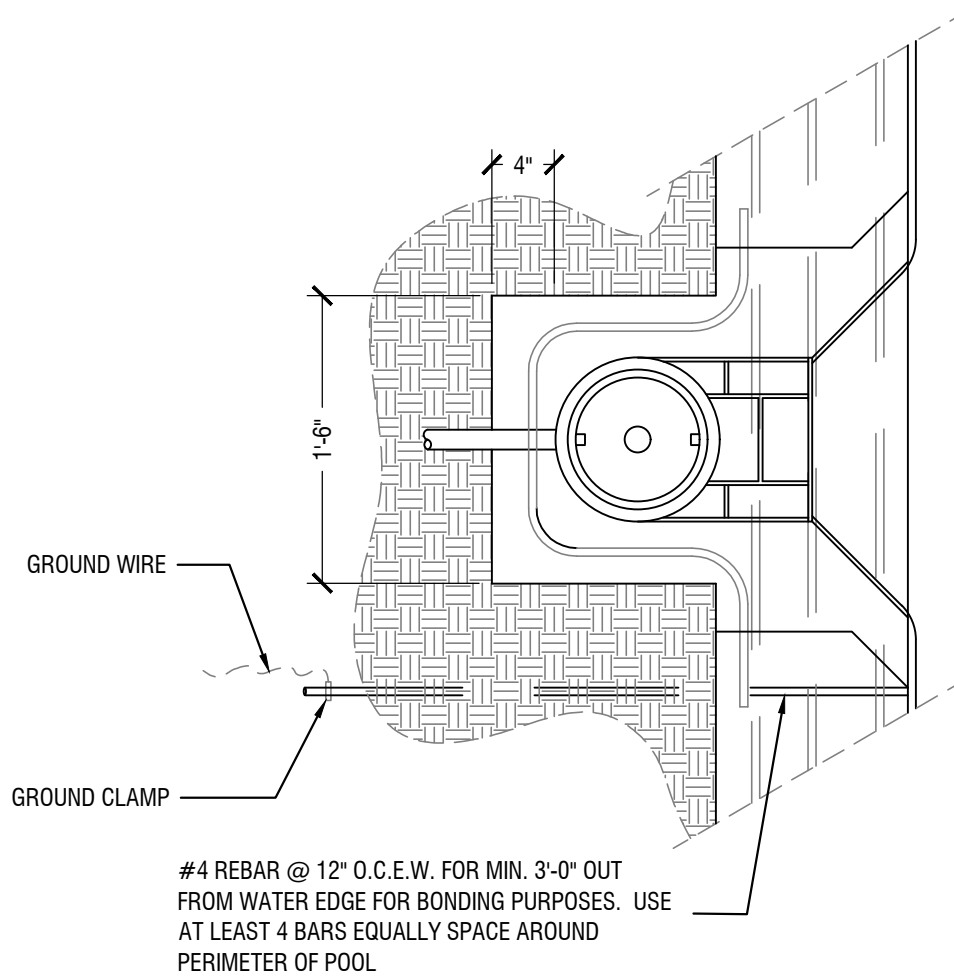 4"
1'-6"
GROUND WIRE
GROUND CLAMP
#4 REBAR @ 12" O.C.E.W. FOR MIN. 3'-0" OUT
FROM WATER EDGE FOR BONDING PURPOSES.  USE
AT LEAST 4 BARS EQUALLY SPACE AROUND
PERIMETER OF POOL